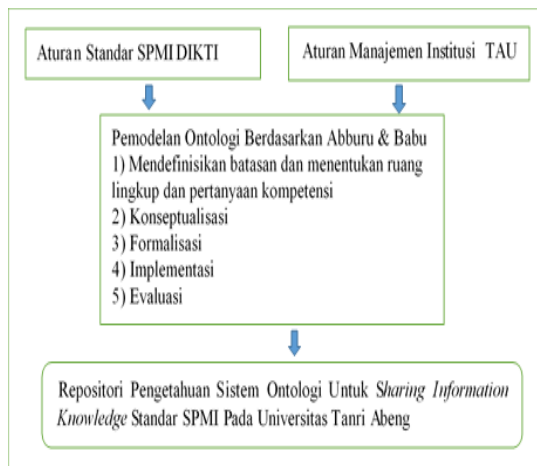 Aturan Standar SPMI DIKTI
Aturan Manajemen Institusi TAU
Pemodelan Ontologi Berdasarkan Abburu & Babu
1) Mendefinisikan batasan dan menentukan ruang
lingkup dan pertanyaan kompetensi
2) Konseptualisasi
3) Formalisasi
4) Implementasi
5) Evaluasi
Repositori Pengetahuan Sistem Ontologi Untuk Sharing Information
Knowledge Standar SPMI Pada Universitas Tanri Abeng